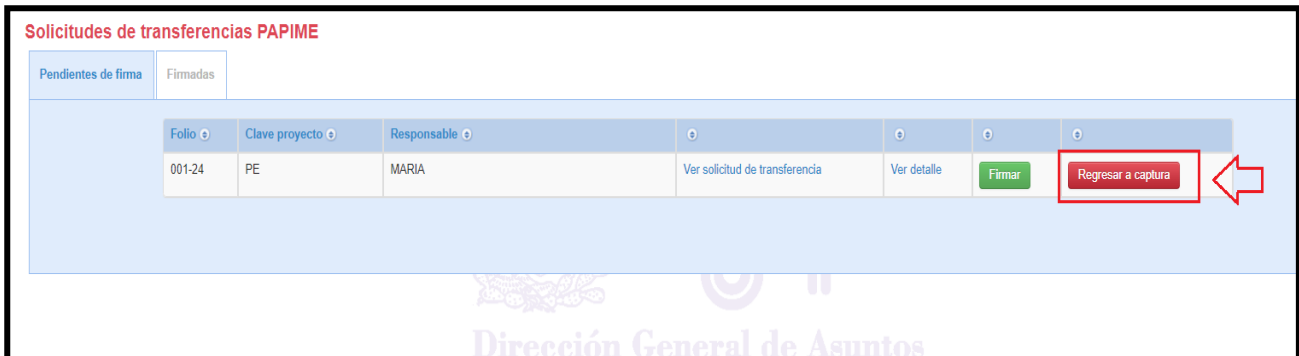 Solicitudes de transferencias PAPIME
Pendientes de firma Firmadas
Folio Clave proyecto Responsable
001-24 PE MARIA Ver solicitud de transferencia Ver detalle Firmar Regresar a captura
Dirección General de Asuntos